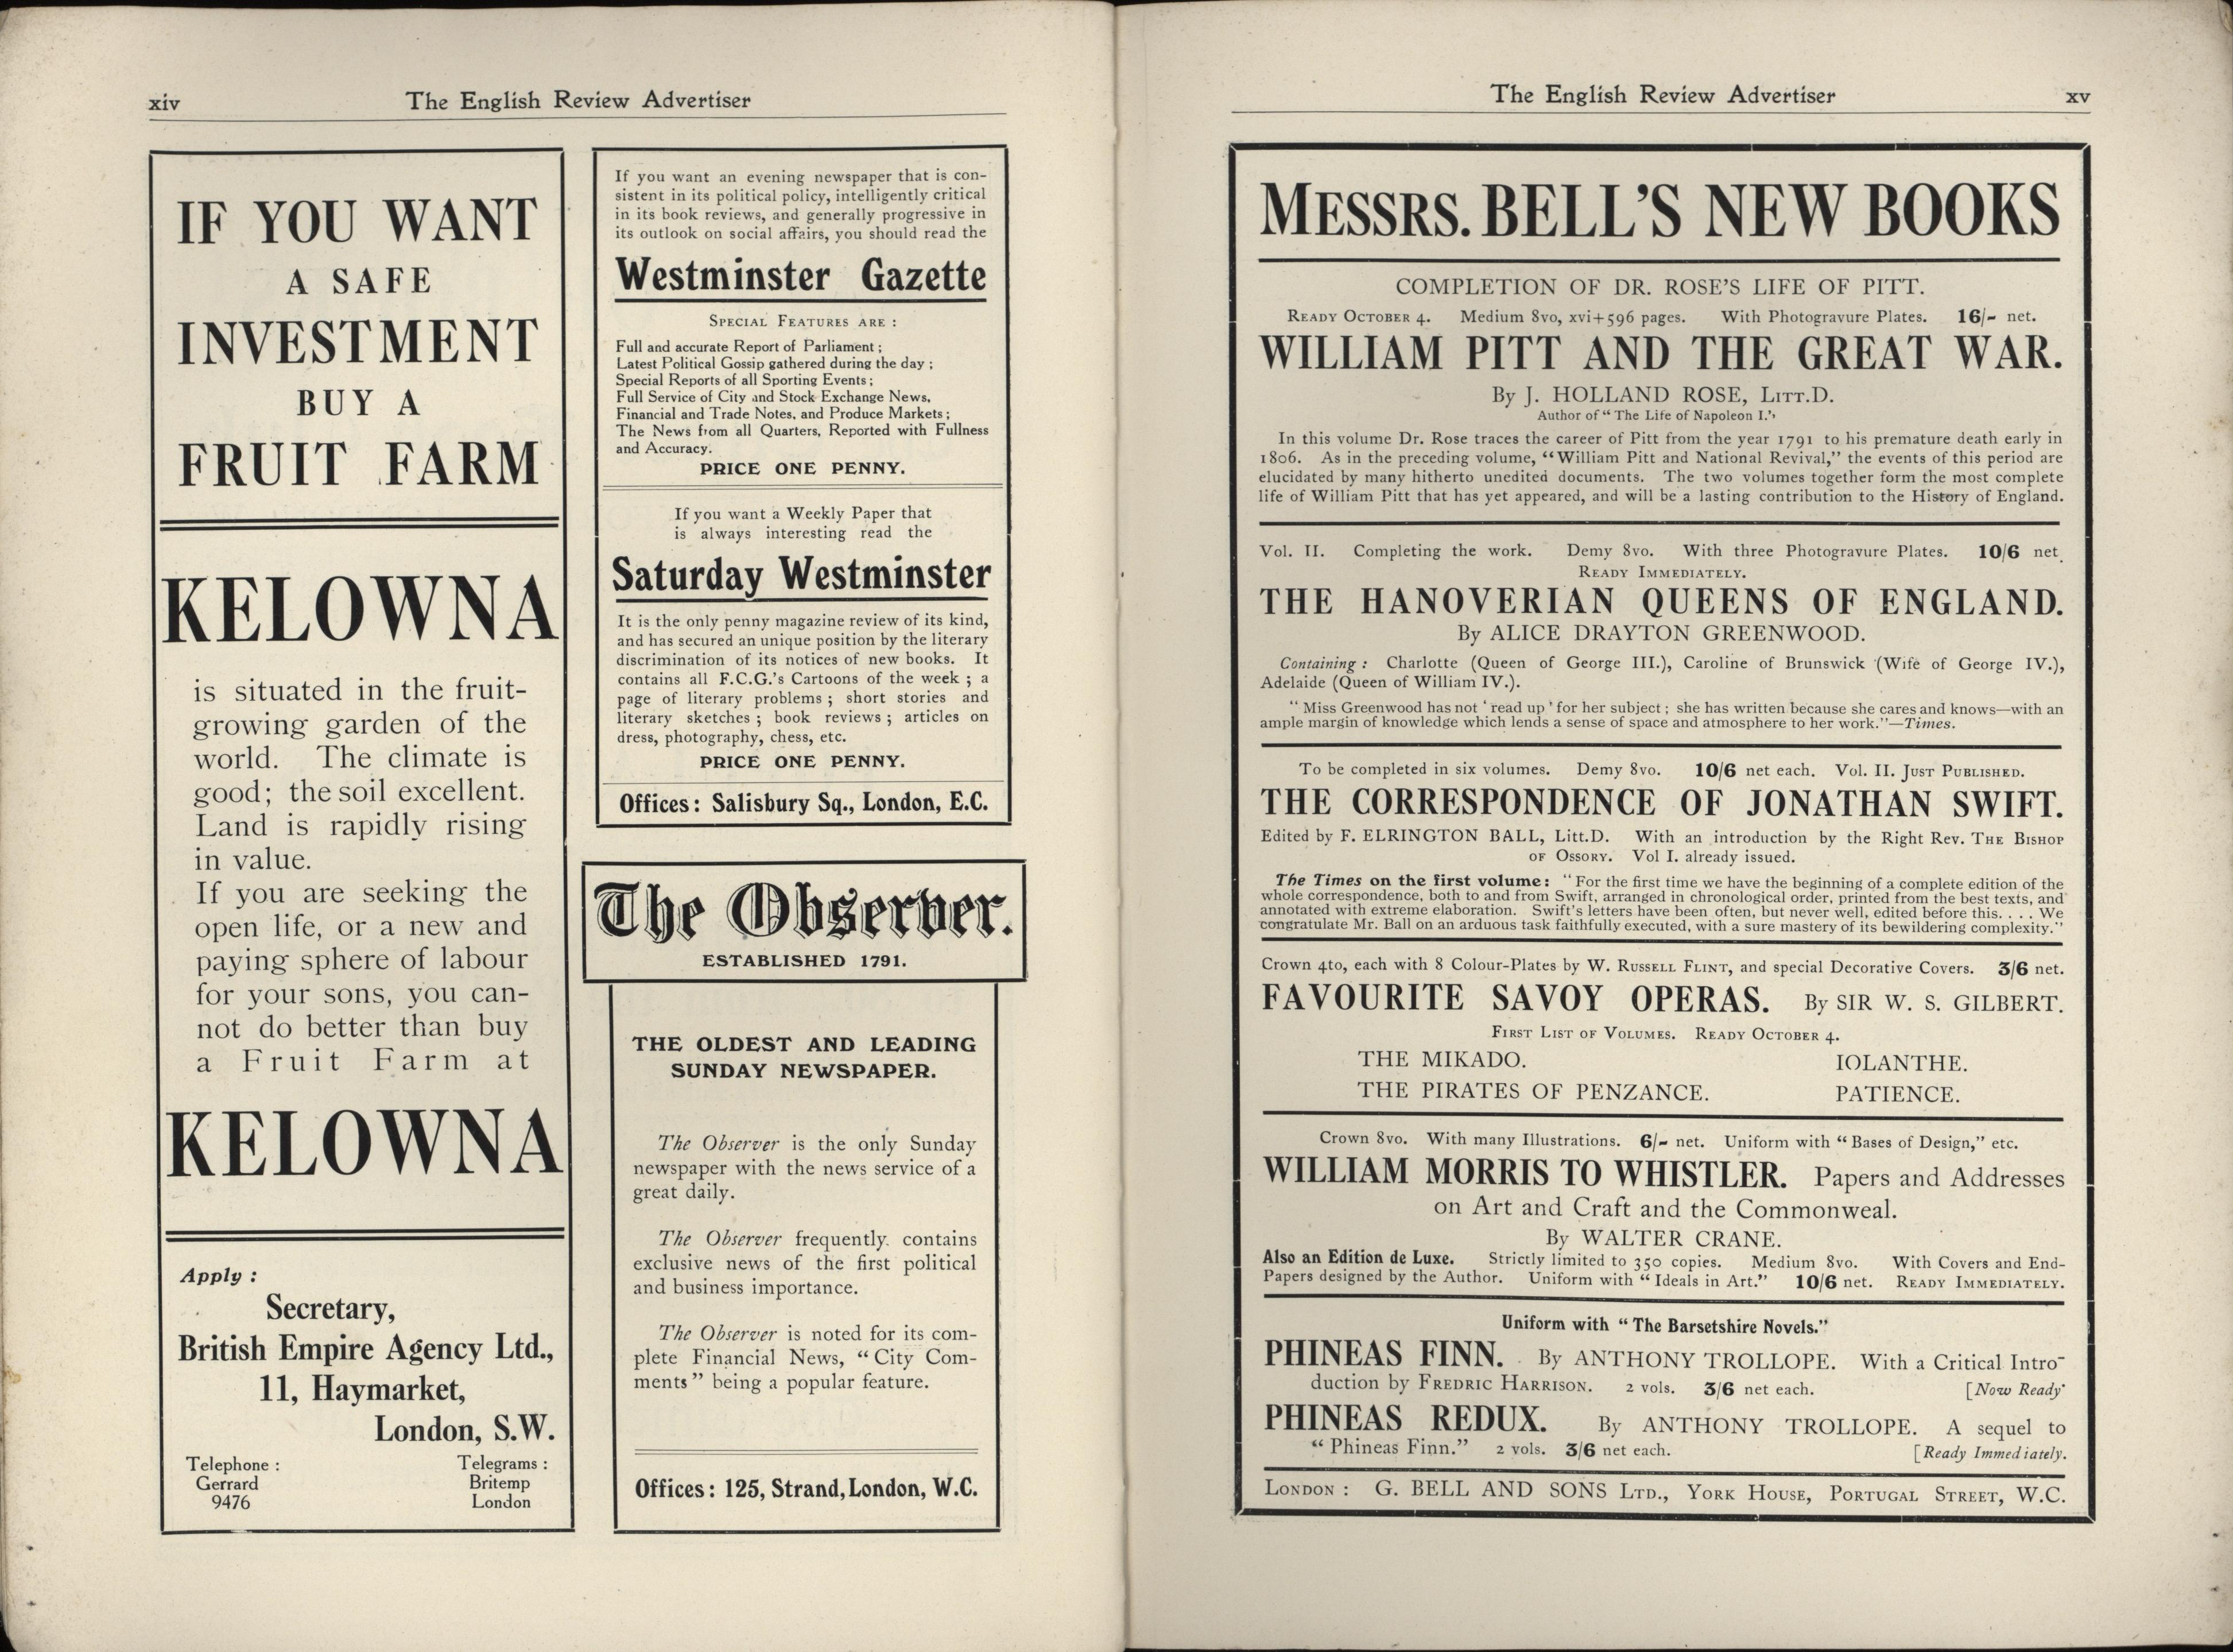 xiv
The English Review Advertiser
IF YOU WANT
A SAFE
INVESTMENT
BUY A
FRUIT FARM
KELOWNA
is situated in the fruit-
growing garden of the
world. The climate is
good; the soil excellent.
Land is rapidly rising
in value.
If you are seeking the
open life, or a new and
paying sphere of labour
for your sons, you can-
not do better than buy
a Fruit Farm at
KELOWNA
Apply :
Secretary,
British Empire Agency Ltd.,
11, Haymarket,
London, S.W.
Telephone :
Gerrard
9476
Telegrams :
Britemp
London
If you want an evening newspaper that is con-
sistent in its political policy, intelligently critical
in its book reviews, and generally progressive in
its outlook on social affairs, you should read the
Westminster Gazette
SPECIAL FEATURES ARE :
Full and accurate Report of Parliament ;
Latest Political Gossip gathered during the day ;
Special Reports of all Sporting Events ;
Full Service of City and Stock Exchange News,
Financial and Trade Notes, and Produce Markets ;
The News from all Quarters, Reported with Fullness
and Accuracy.
PRICE ONE PENNY.
If you want a Weekly Paper that
is always interesting read the
Saturday Westminster
It is the only penny magazine review of its kind,
and has secured an unique position by the literary
discrimination of its notices of new books. It
contains all F.C.G.'s Cartoons of the week ; a
page of literary problems ; short stories and
literary sketches ; book reviews ; articles on
dress, photography, chess, etc.
PRICE ONE PENNY.
Offices : Salisbury Sq., London, E.C.
The Observer.
ESTABLISHED 1791.
THE OLDEST AND LEADING
SUNDAY NEWSPAPER.
The Observer is the only Sunday
newspaper with the news service of a
great daily.
The Observer frequently contains
exclusive news of the first political
and business importance.
The Observer is noted for its com-
plete Financial News, "City Com-
ments" being a popular feature.
Offices : 125, Strand, London, W.C.
The English Review Advertiser
xv
MESSRS. BELL'S NEW BOOKS
COMPLETION OF DR. ROSE'S LIFE OF PITT.
READY OCTOBER 4. Medium 8vo, xvi+596 pages. With Photogravure Plates. 16/- net.
WILLIAM PITT AND THE GREAT WAR.
By J. HOLLAND ROSE, LITT.D.
Author of "The Life of Napoleon I."
In this volume Dr. Rose traces the career of Pitt from the year 1791 to his premature death early in
1806. As in the preceding volume, "William Pitt and National Revival," the events of this period are
elucidated by many hitherto unedited documents. The two volumes together form the most complete
life of William Pitt that has yet appeared, and will be a lasting contribution to the History of England.
Vol. II. Completing the work. Demy 8vo. With three Photogravure Plates. 10/6 net.
READY IMMEDIATELY.
THE HANOVERIAN QUEENS OF ENGLAND.
By ALICE DRAYTON GREENWOOD.
Containing : Charlotte (Queen of George III.), Caroline of Brunswick (Wife of George IV.),
Adelaide (Queen of William IV.).
"Miss Greenwood has not 'read up' for her subject ; she has written because she cares and knows—with an
ample margin of knowledge which lends a sense of space and atmosphere to her work."—Times.
To be completed in six volumes. Demy 8vo. 10/6 net each. Vol. II. JUST PUBLISHED.
THE CORRESPONDENCE OF JONATHAN SWIFT.
Edited by F. ELRINGTON BALL, Litt.D. With an introduction by the Right Rev. THE BISHOP
OF OSSORY. Vol I. already issued.
The Times on the first volume : "For the first time we have the beginning of a complete edition of the
whole correspondence, both to and from Swift, arranged in chronological order, printed from the best texts, and
annotated with extreme elaboration. Swift's letters have been often, but never well, edited before this. . . . We
congratulate Mr. Ball on an arduous task faithfully executed, with a sure mastery of its bewildering complexity."
Crown 4to, each with 8 Colour-Plates by W. RUSSELL FLINT, and special Decorative Covers. 3/6 net.
FAVOURITE SAVOY OPERAS. By SIR W. S. GILBERT.
FIRST LIST OF VOLUMES. READY OCTOBER 4.
THE MIKADO. IOLANTHE.
THE PIRATES OF PENZANCE. PATIENCE.
Crown 8vo. With many Illustrations. 6/- net. Uniform with "Bases of Design," etc.
WILLIAM MORRIS TO WHISTLER. Papers and Addresses
on Art and Craft and the Commonweal.
By WALTER CRANE.
Also an Edition de Luxe. Strictly limited to 350 copies. Medium 8vo. With Covers and End-
Papers designed by the Author. Uniform with "Ideals in Art." 10/6 net. READY IMMEDIATELY.
Uniform with "The Barsetshire Novels."
PHINEAS FINN. By ANTHONY TROLLOPE. With a Critical Intro-
duction by FREDRIC HARRISON. 2 vols. 3/6 net each. [Now Ready
PHINEAS REDUX. By ANTHONY TROLLOPE. A sequel to
"Phineas Finn." 2 vols. 3/6 net each. [Ready Immediately.
LONDON : G. BELL AND SONS LTD., YORK HOUSE, PORTUGAL STREET, W.C.